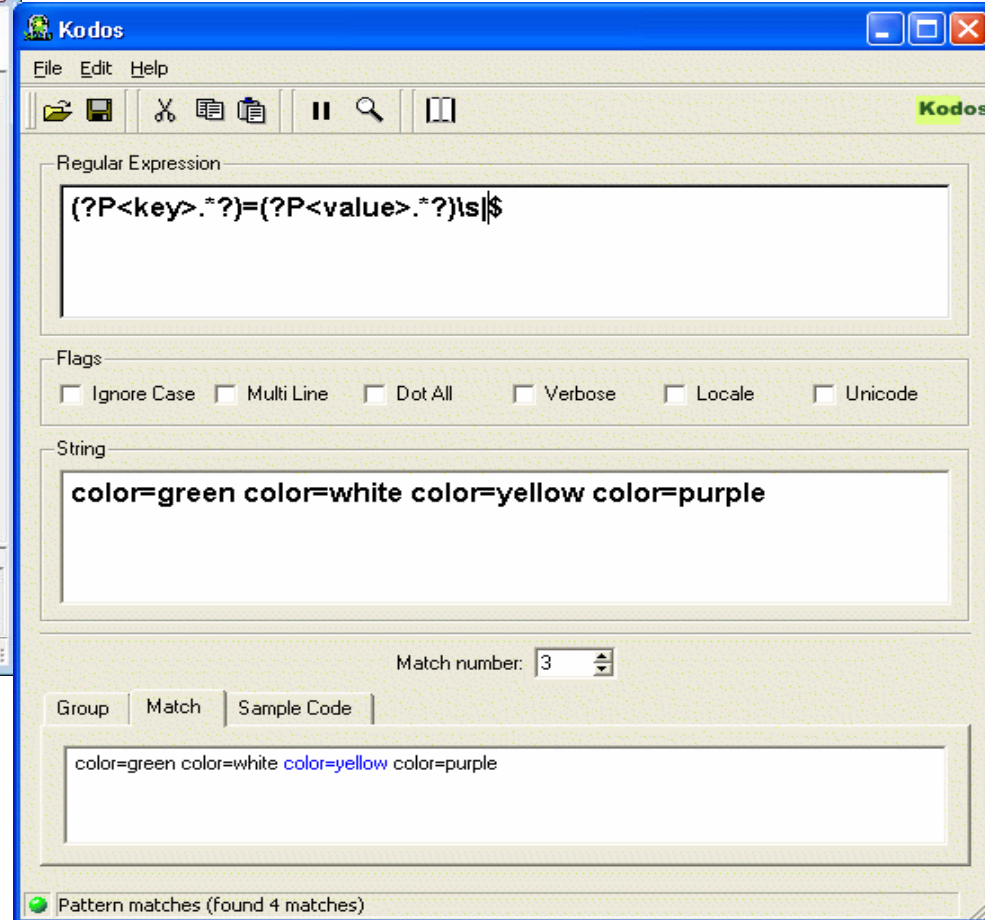 Kodos
File Edit Help
Kodos
Regular Expression
(?P<key>.*?)=(?P<value>.*?)\s|$
Flags
Ignore Case Multi Line Dot All Verbose Locale Unicode
String
color=green color=white color=yellow color=purple
Match number: 3
Group Match Sample Code
color=green color=white color=yellow color=purple
Pattern matches (found 4 matches)